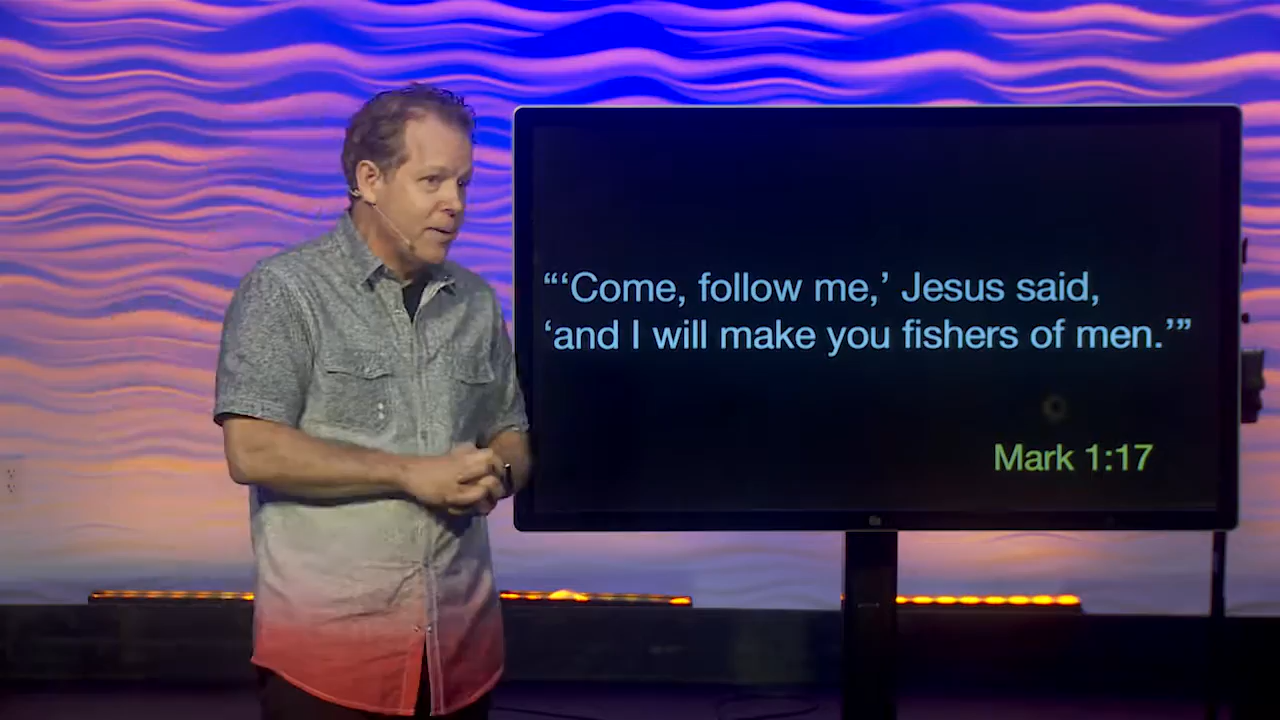 “‘Come, follow me,’ Jesus said,
‘and I will make you fishers of men.’”
Mark 1:17